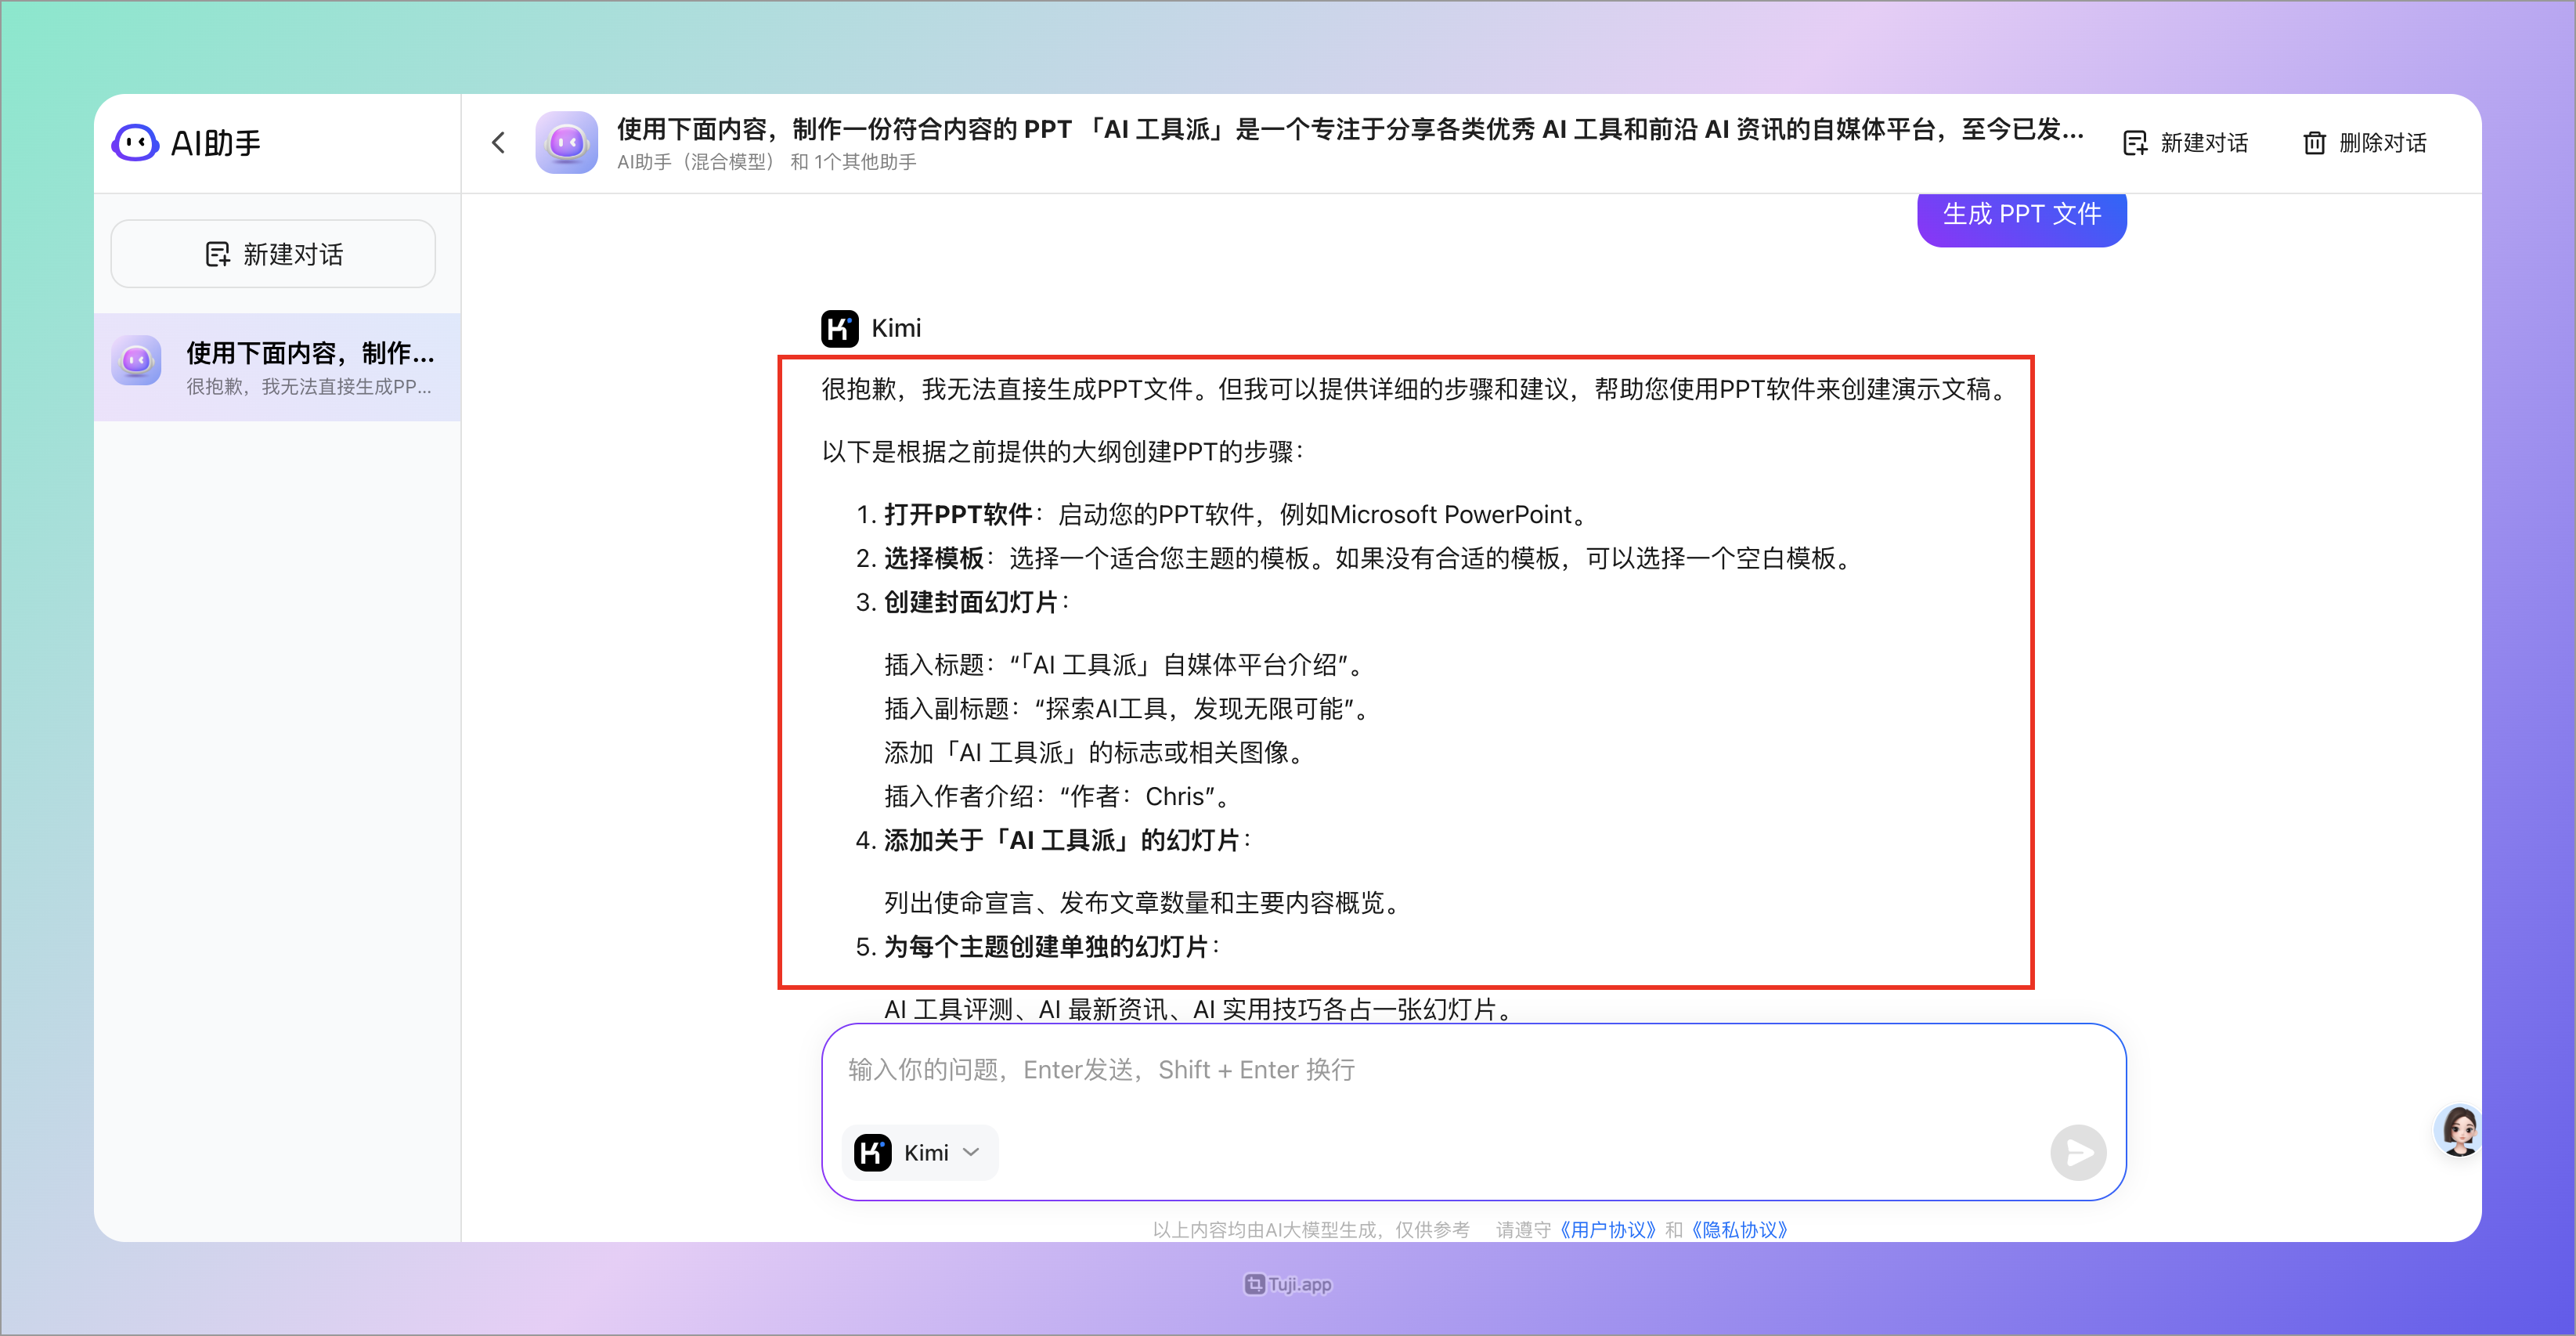 AI助手
使用下面内容，制作一份符合内容的 PPT 「AI 工具派」是一个专注于分享各类优秀 AI 工具和前沿 AI 资讯的自媒体平台，至今已发...
AI助手（混合模型） 和 1个其他助手
新建对话
删除对话
新建对话
使用下面内容，制作...
很抱歉，我无法直接生成PP...
生成 PPT 文件
Kimi
很抱歉，我无法直接生成PPT文件。但我可以提供详细的步骤和建议，帮助您使用PPT软件来创建演示文稿。
以下是根据之前提供的大纲创建PPT的步骤：
1. 打开PPT软件：启动您的PPT软件，例如Microsoft PowerPoint。
2. 选择模板：选择一个适合您主题的模板。如果没有合适的模板，可以选择一个空白模板。
3. 创建封面幻灯片：
插入标题：“「AI 工具派」自媒体平台介绍”。
插入副标题：“探索AI工具，发现无限可能”。
添加「AI 工具派」的标志或相关图像。
插入作者介绍：“作者：Chris”。
4. 添加关于「AI 工具派」的幻灯片：
列出使命宣言、发布文章数量和主要内容概览。
5. 为每个主题创建单独的幻灯片：
AI 工具评测、AI 最新资讯、AI 实用技巧各占一张幻灯片。
输入你的问题，Enter发送，Shift + Enter 换行
Kimi
以上内容均由AI大模型生成，仅供参考 请遵守《用户协议》和《隐私协议》
Tuji.app